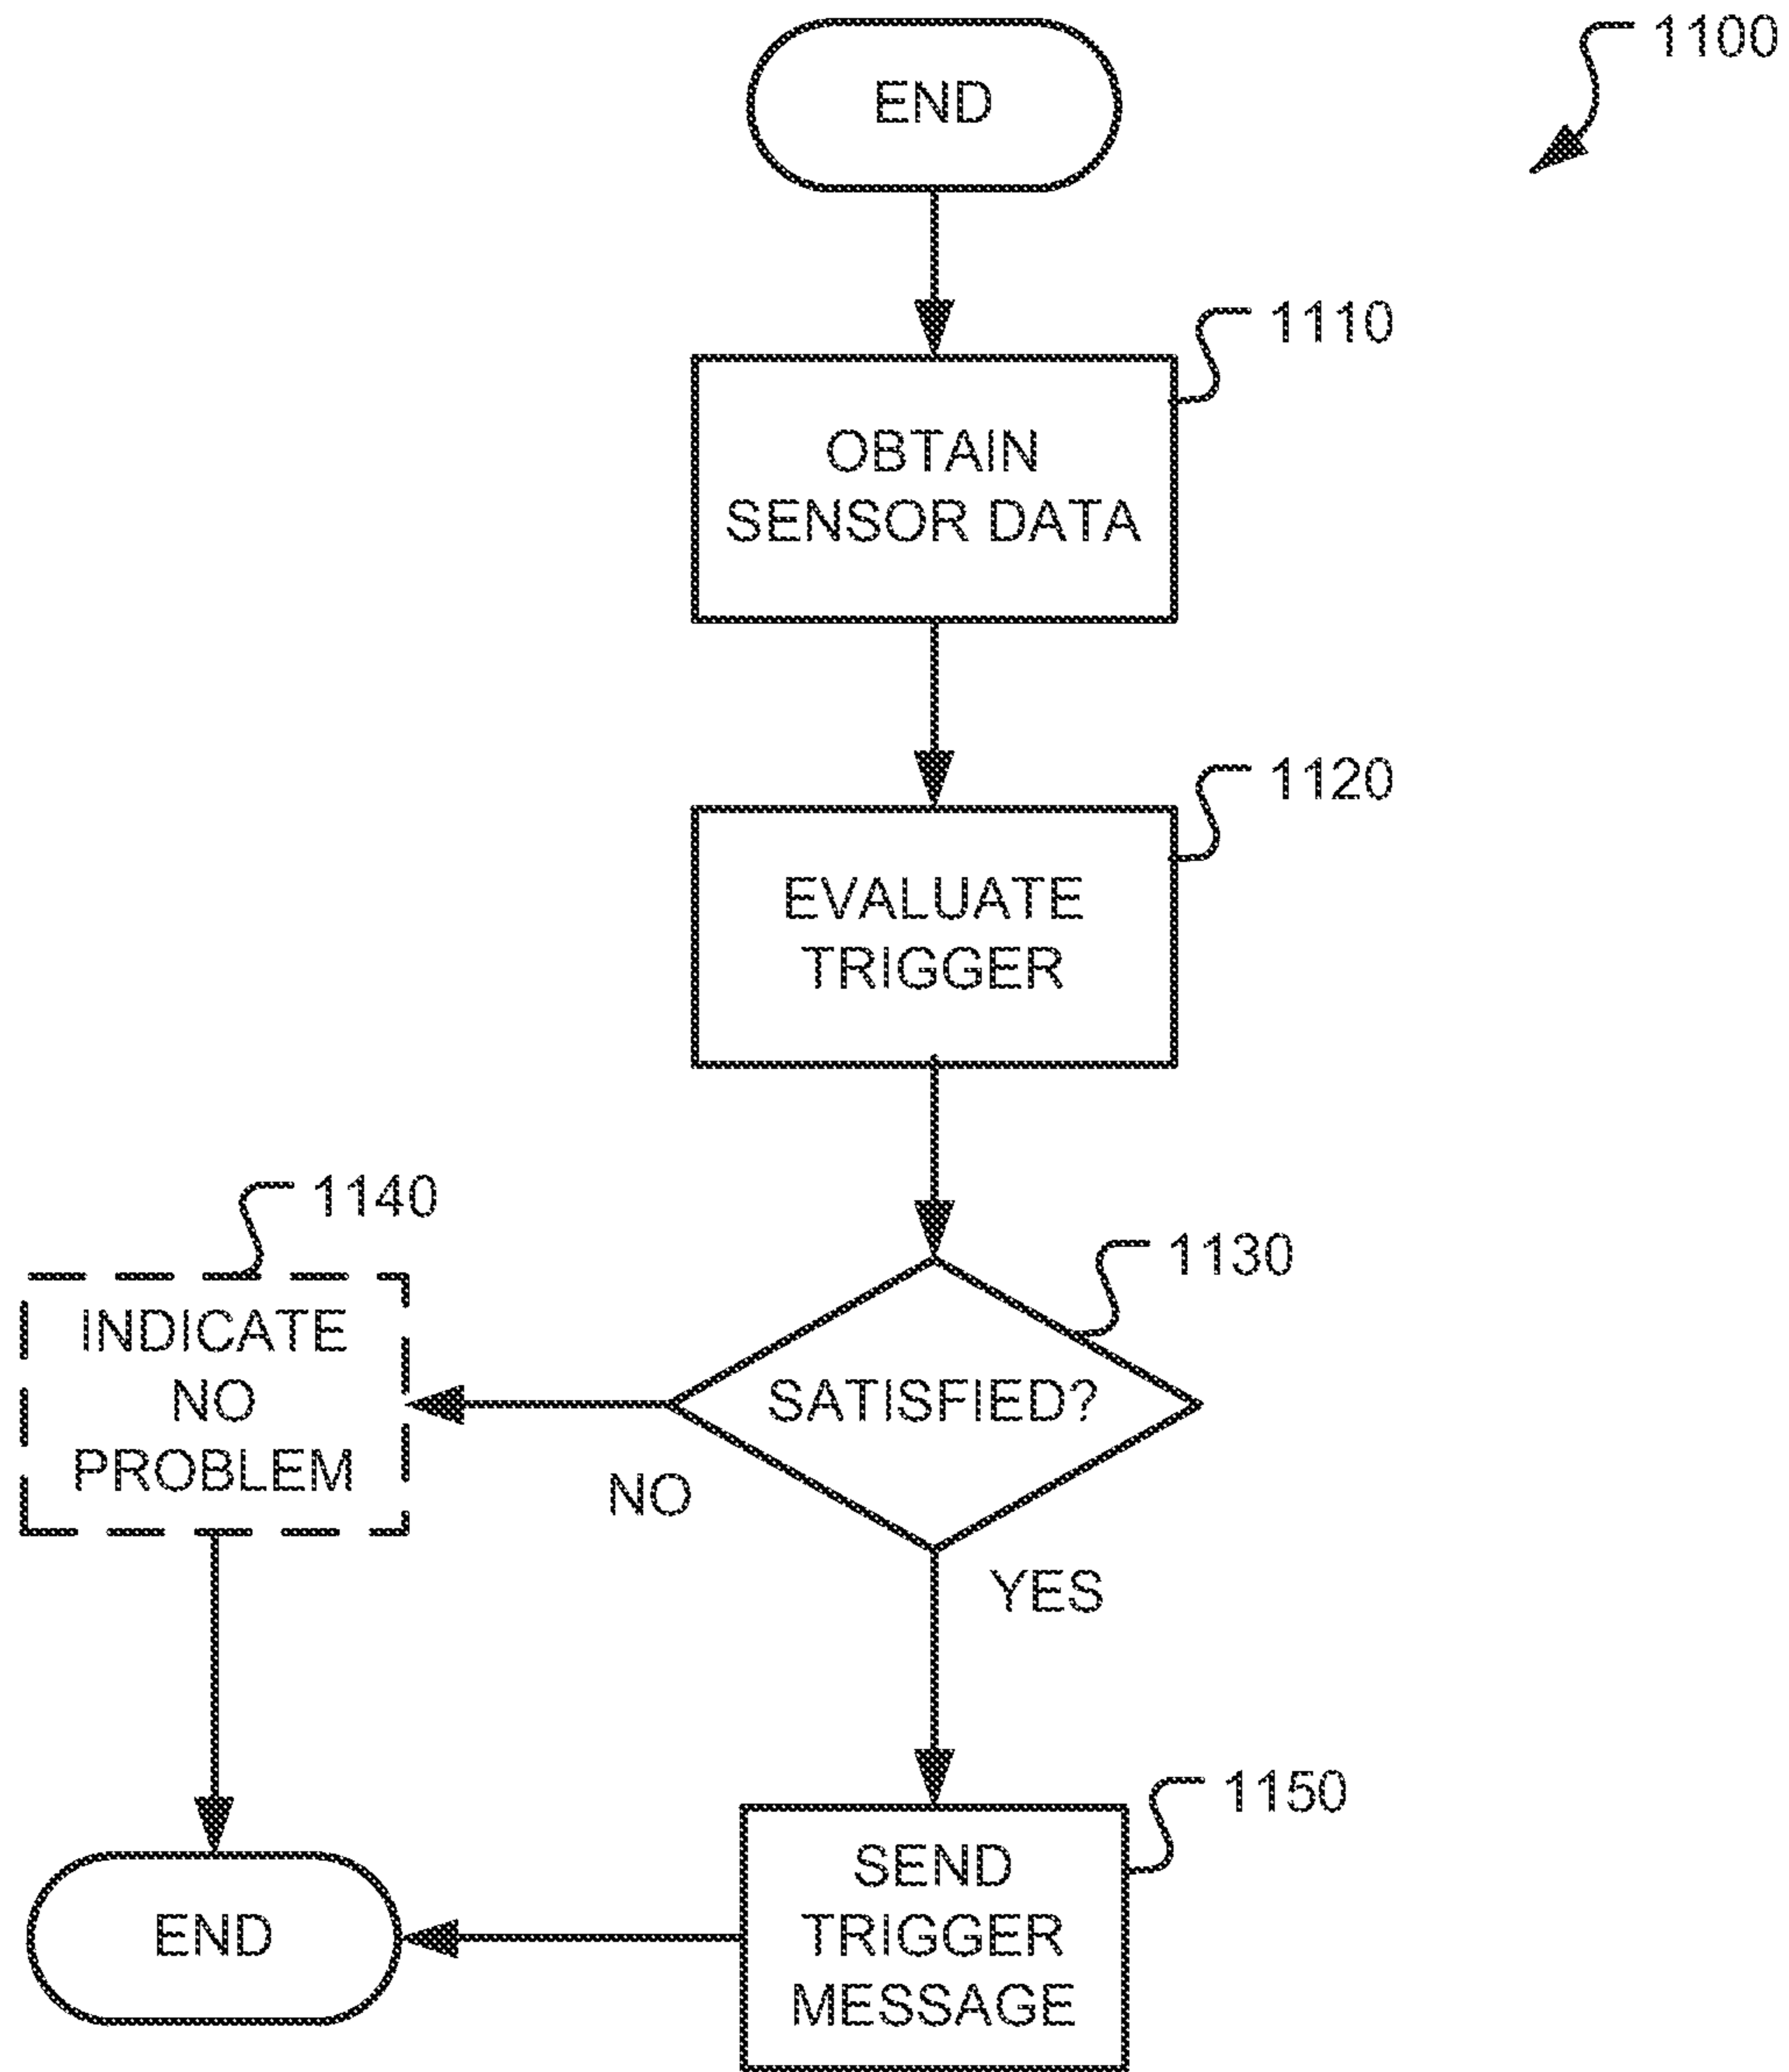 END
1100
1110
OBTAIN
SENSOR DATA
1120
EVALUATE
TRIGGER
1140
1130
INDICATE
NO
PROBLEM
SATISFIED?
NO
YES
1150
SEND
TRIGGER
MESSAGE
END